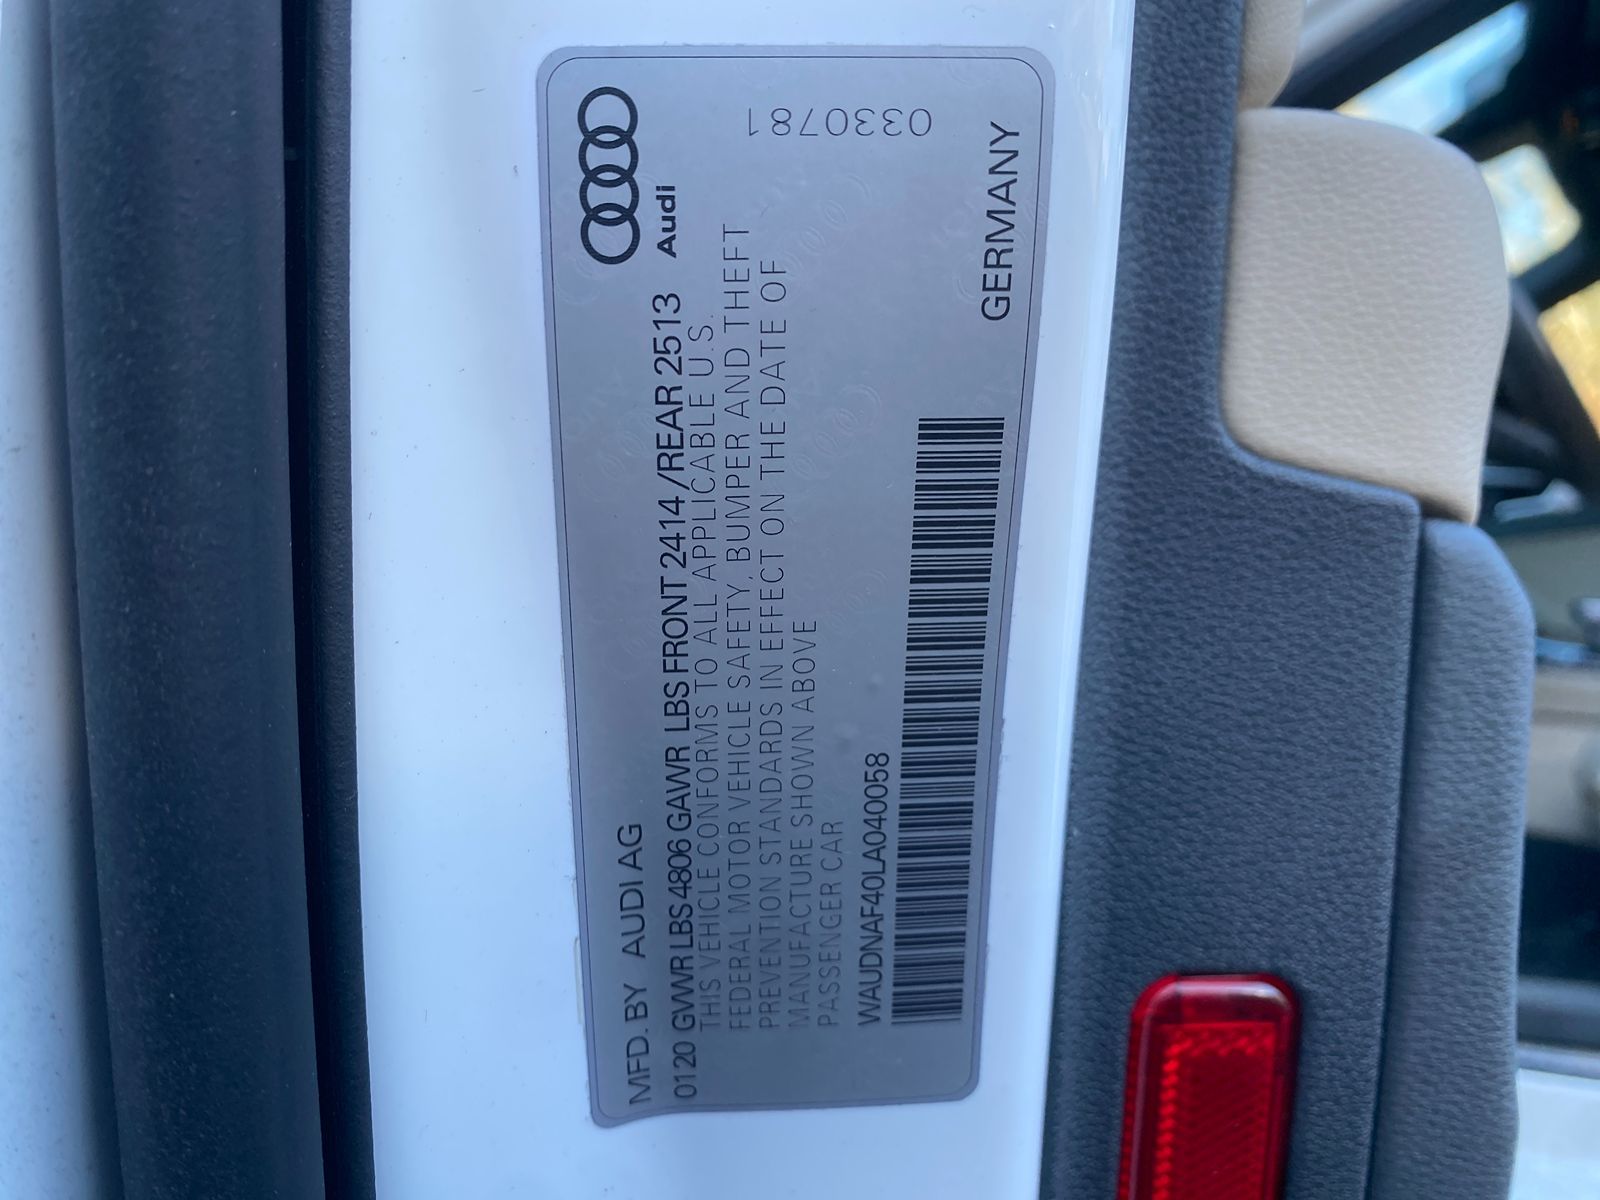 MFD. BY AUDI AG
Audi
0120 GVWR LBS 4806 GAWR LBS FRONT 2414 /REAR 2513
THIS VEHICLE CONFORMS TO ALL APPLICABLE U.S.
FEDERAL MOTOR VEHICLE SAFETY, BUMPER AND THEFT
PREVENTION STANDARDS IN EFFECT ON THE DATE OF
MANUFACTURE SHOWN ABOVE
PASSENGER CAR
0330781
WAUDNAF40LA040058
GERMANY